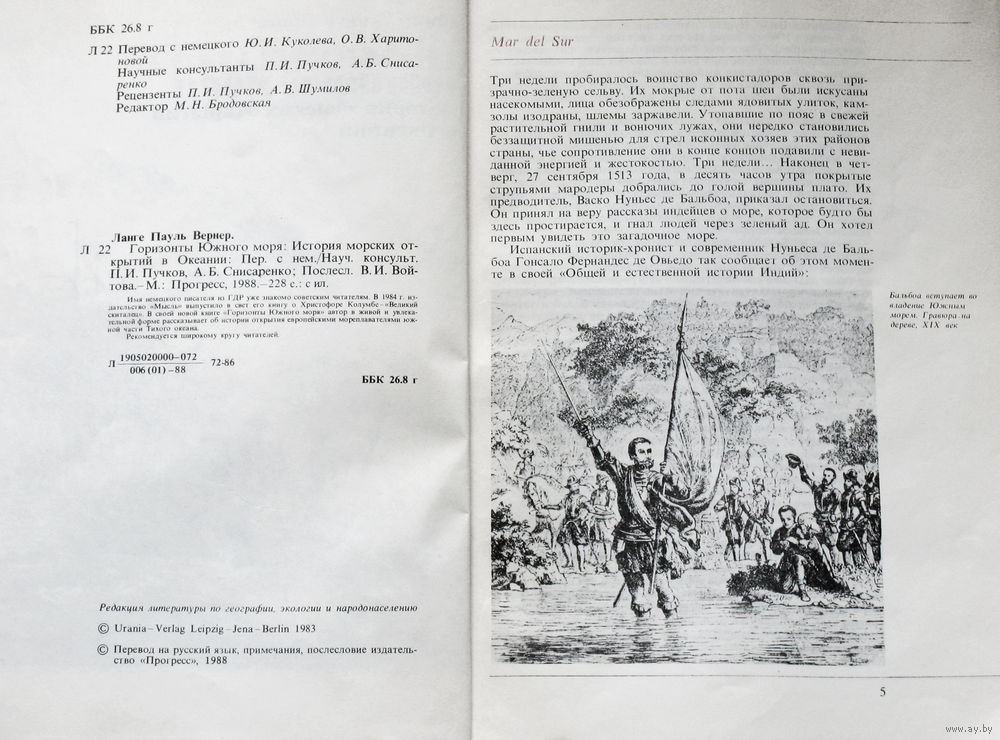 ББК 26.8 г
Л 22 Перевод с немецкого Ю. И. Куколева, О. В. Харито-
новой
Научные консультанты П. И. Пучков, А. Б. Сниса-
ренко
Рецензенты П. И. Пучков, А. В. Шумилов
Редактор М. Н. Бродовская
Ланге Пауль Вернер.
Л 22 Горизонты Южного моря: История морских от-
крытий в Океании: Пер. с нем./Науч. консульт.
П. И. Пучков, А. Б. Снисаренко; Послесл. В. И. Вой-
това.– М.: Прогресс, 1988.–228 с.: с ил.
Имя немецкого писателя из ГДР уже знакомо советским читателям. В 1984 г. из-
дательство «Мысль» выпустило в свет его книгу о Христофоре Колумбе–«Великий
скиталец». В своей новой книге «Горизонты Южного моря» автор в живой и увлека-
тельной форме рассказывает об истории открытия европейскими мореплавателями юж-
ной части Тихого океана.
Рекомендуется широкому кругу читателей.
Л 1905020000–072 72-86
006 (01) –88
ББК 26.8 г
Редакция литературы по географии, экологии и народонаселению
© Urania – Verlag Leipzig – Jena – Berlin 1983
© Перевод на русский язык, примечания, послесловие издатель-
ство «Прогресс», 1988
Mar del Sur
Три недели пробиралось воинство конкистадоров сквозь при-
зрачно-зеленую сельву. Их мокрые от пота шеи были искусаны
насекомыми, лица обезображены следами ядовитых улиток, кам-
золы изодраны, шлемы заржавели. Утопавшие по пояс в свежей
растительной гнили и вонючих лужах, они нередко становились
беззащитной мишенью для стрел исконных хозяев этих районов
страны, чье сопротивление они в конце концов подавили с неви-
данной энергией и жестокостью. Три недели... Наконец в чет-
верг, 27 сентября 1513 года, в десять часов утра покрытые
струпьями мародеры добрались до голой вершины плато. Их
предводитель, Васко Нуньес де Бальбоа, приказал остановиться.
Он принял на веру рассказы индейцев о море, которое будто бы
здесь простирается, и гнал людей через зеленый ад. Он хотел
первым увидеть это загадочное море.
Испанский историк-хронист и современник Нуньеса де Баль-
боа Гонсало Фернандес де Овьедо так сообщает об этом момен-
те в своей «Общей и естественной истории Индий»:
Бальбоа вступает во
владение Южным
морем. Гравюра на
дереве, XIX век
5
www.ay.by